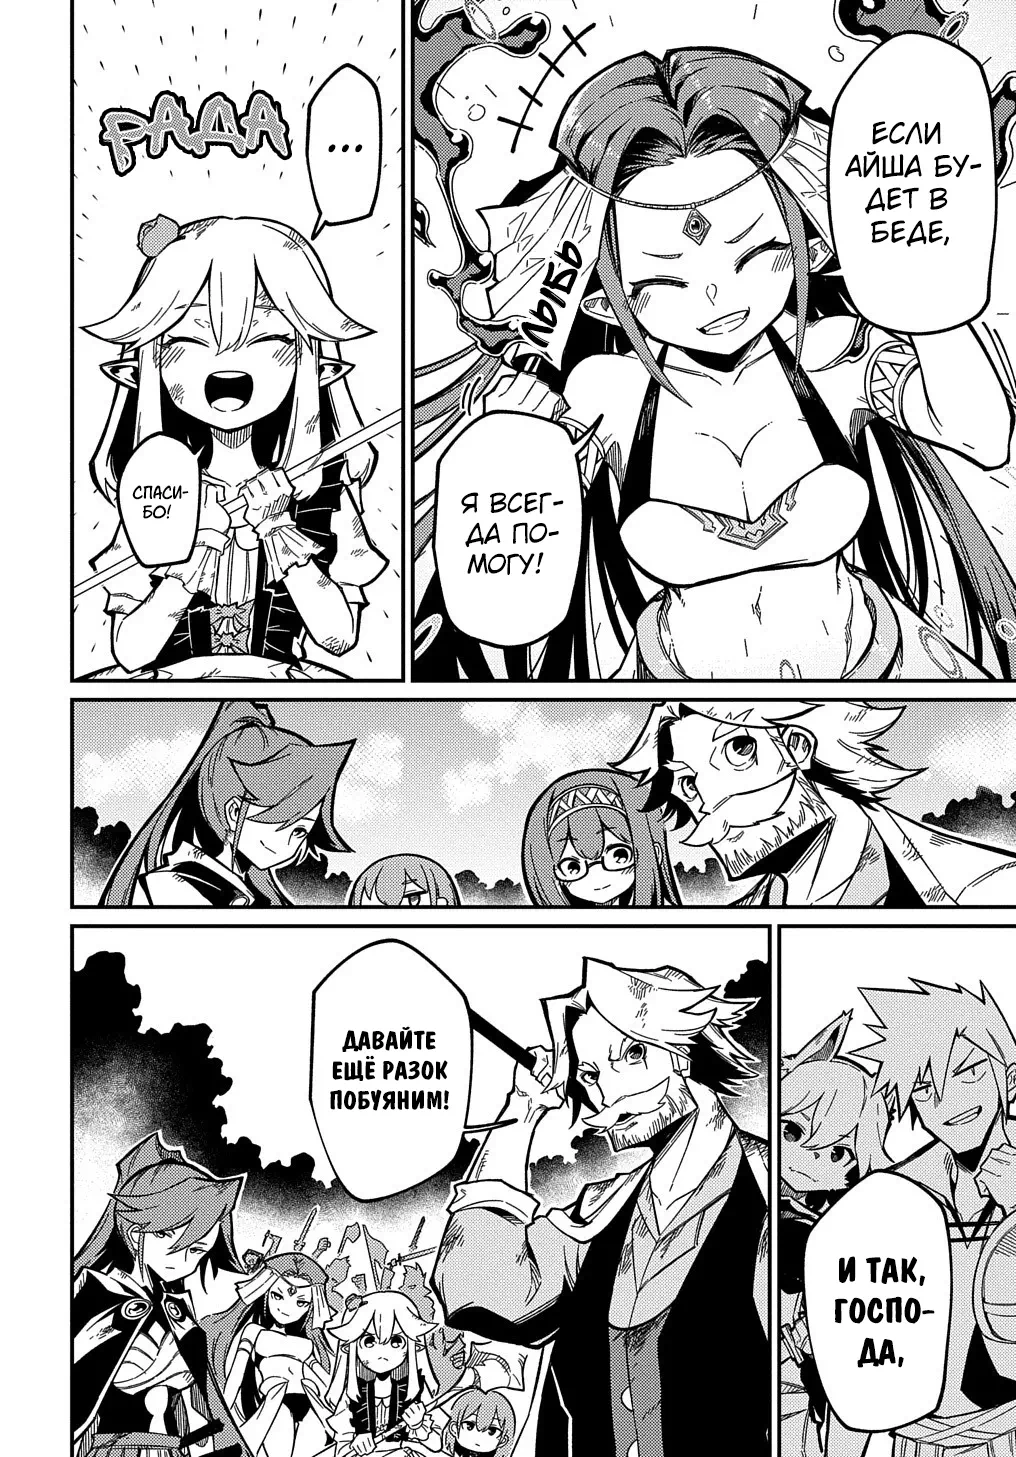 ЕСЛИ
АЙША БУ-
ДЕТ В
БЕДЕ,
ЛЫБЬ
Я ВСЕГ-
ДА ПО-
МОГУ!
...
РАДА
СПАСИ-
БО!
И ТАК,
ГОСПО-
ДА,
ДАВАЙТЕ
ЕЩЁ РАЗОК
ПОБУЯНИМ!